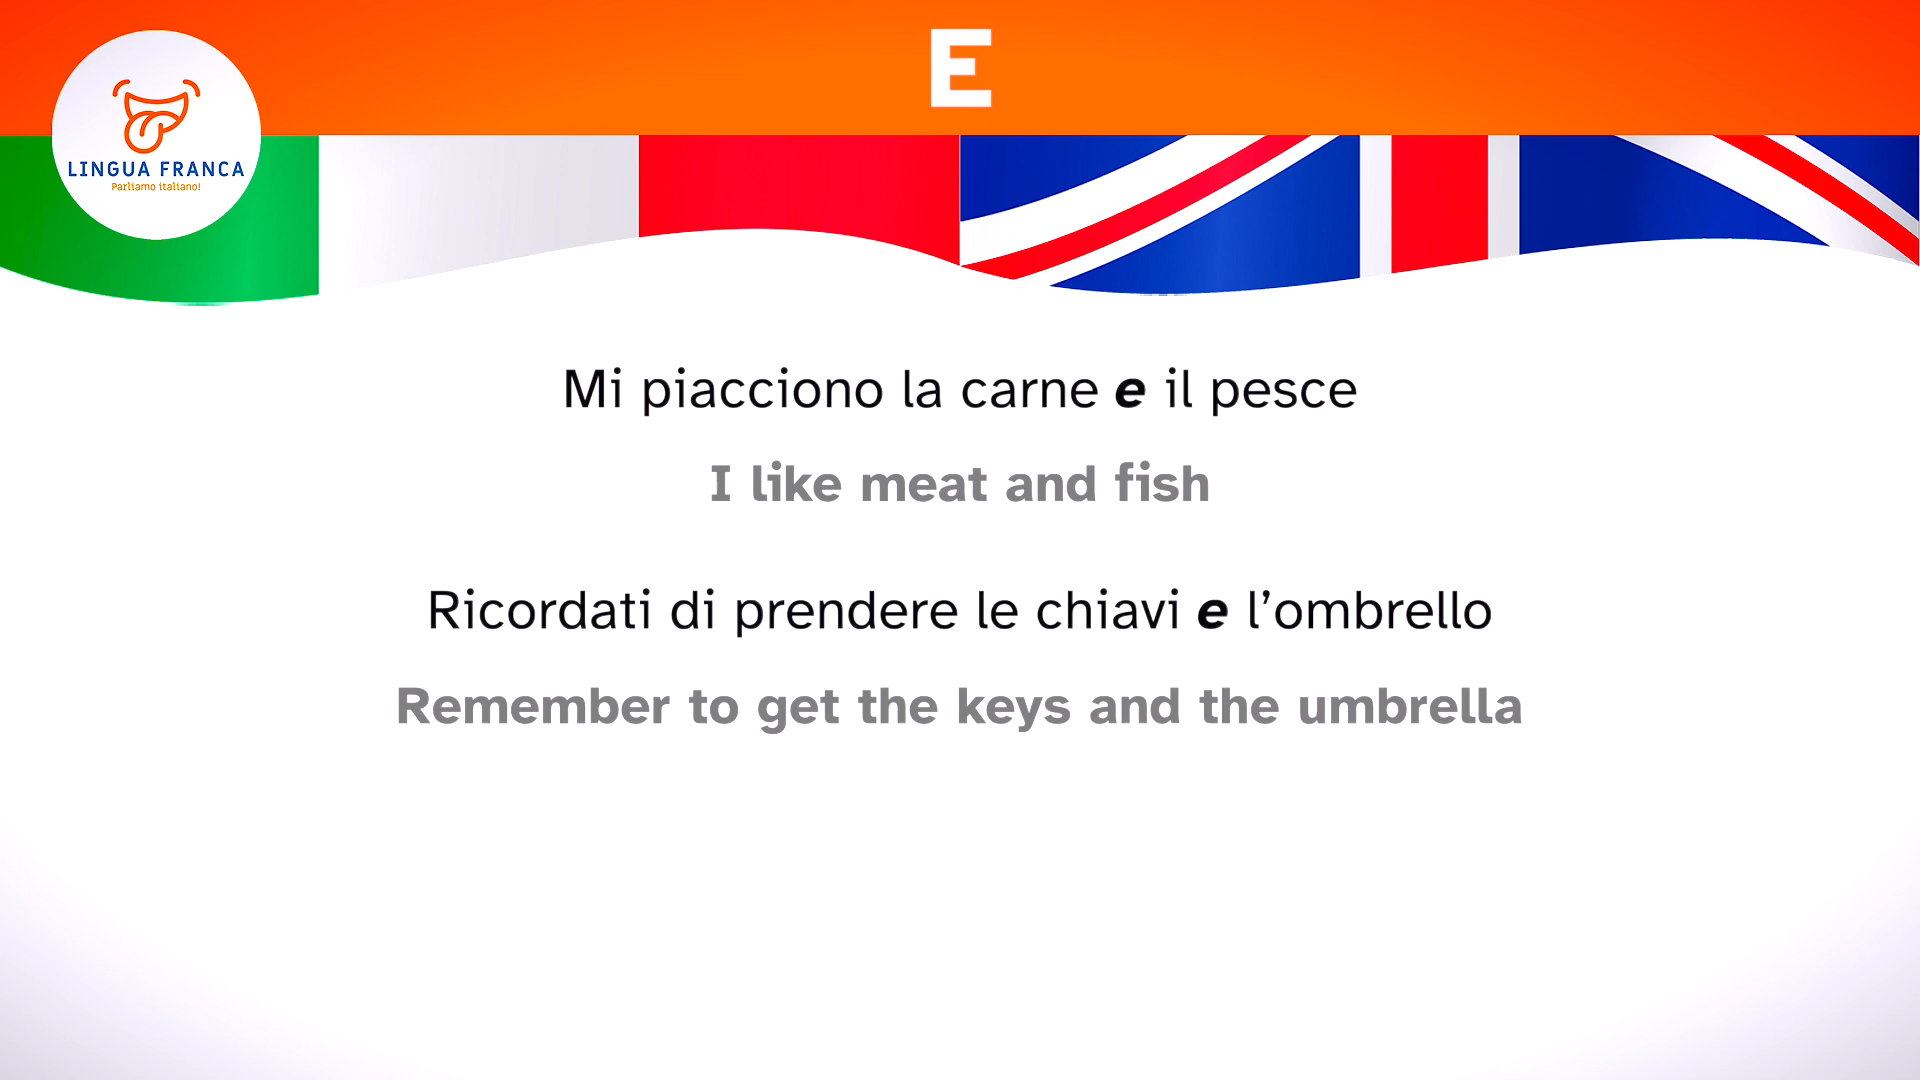 E
LINGUA FRANCA
Parliamo italiano!
Mi piacciono la carne e il pesce
I like meat and fish
Ricordati di prendere le chiavi e l’ombrello
Remember to get the keys and the umbrella